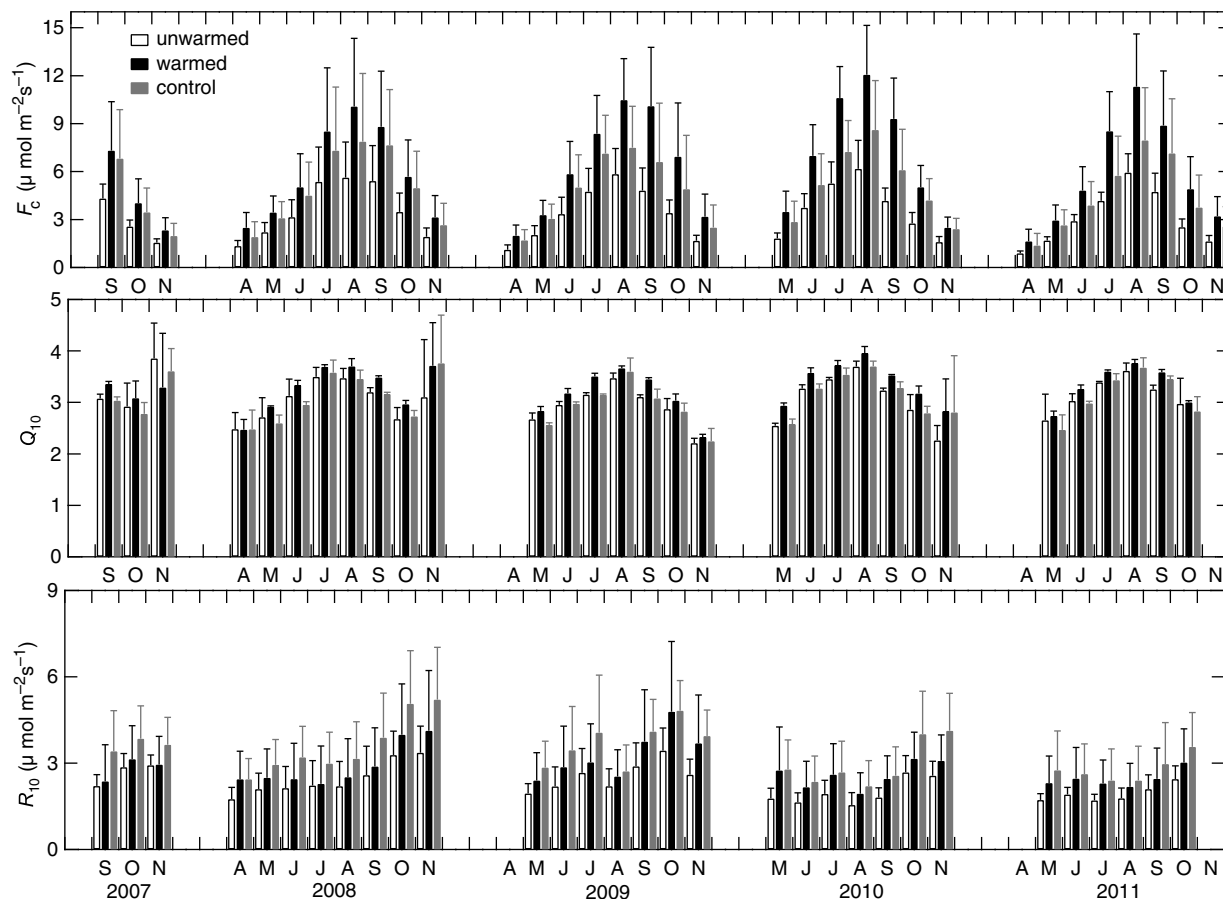 15
12
9
6
3
0
F_c (μ mol m⁻²s⁻¹)
unwarmed
warmed
control
S O N A M J J A S O N A M J J A S O N M J J A S O N A M J J A S O N
5
4
3
2
1
0
Q₁₀
S O N A M J J A S O N A M J J A S O N M J J A S O N A M J J A S O N
9
6
3
0
R₁₀ (μ mol m⁻²s⁻¹)
S O N A M J J A S O N A M J J A S O N M J J A S O N A M J J A S O N
2007 2008 2009 2010 2011